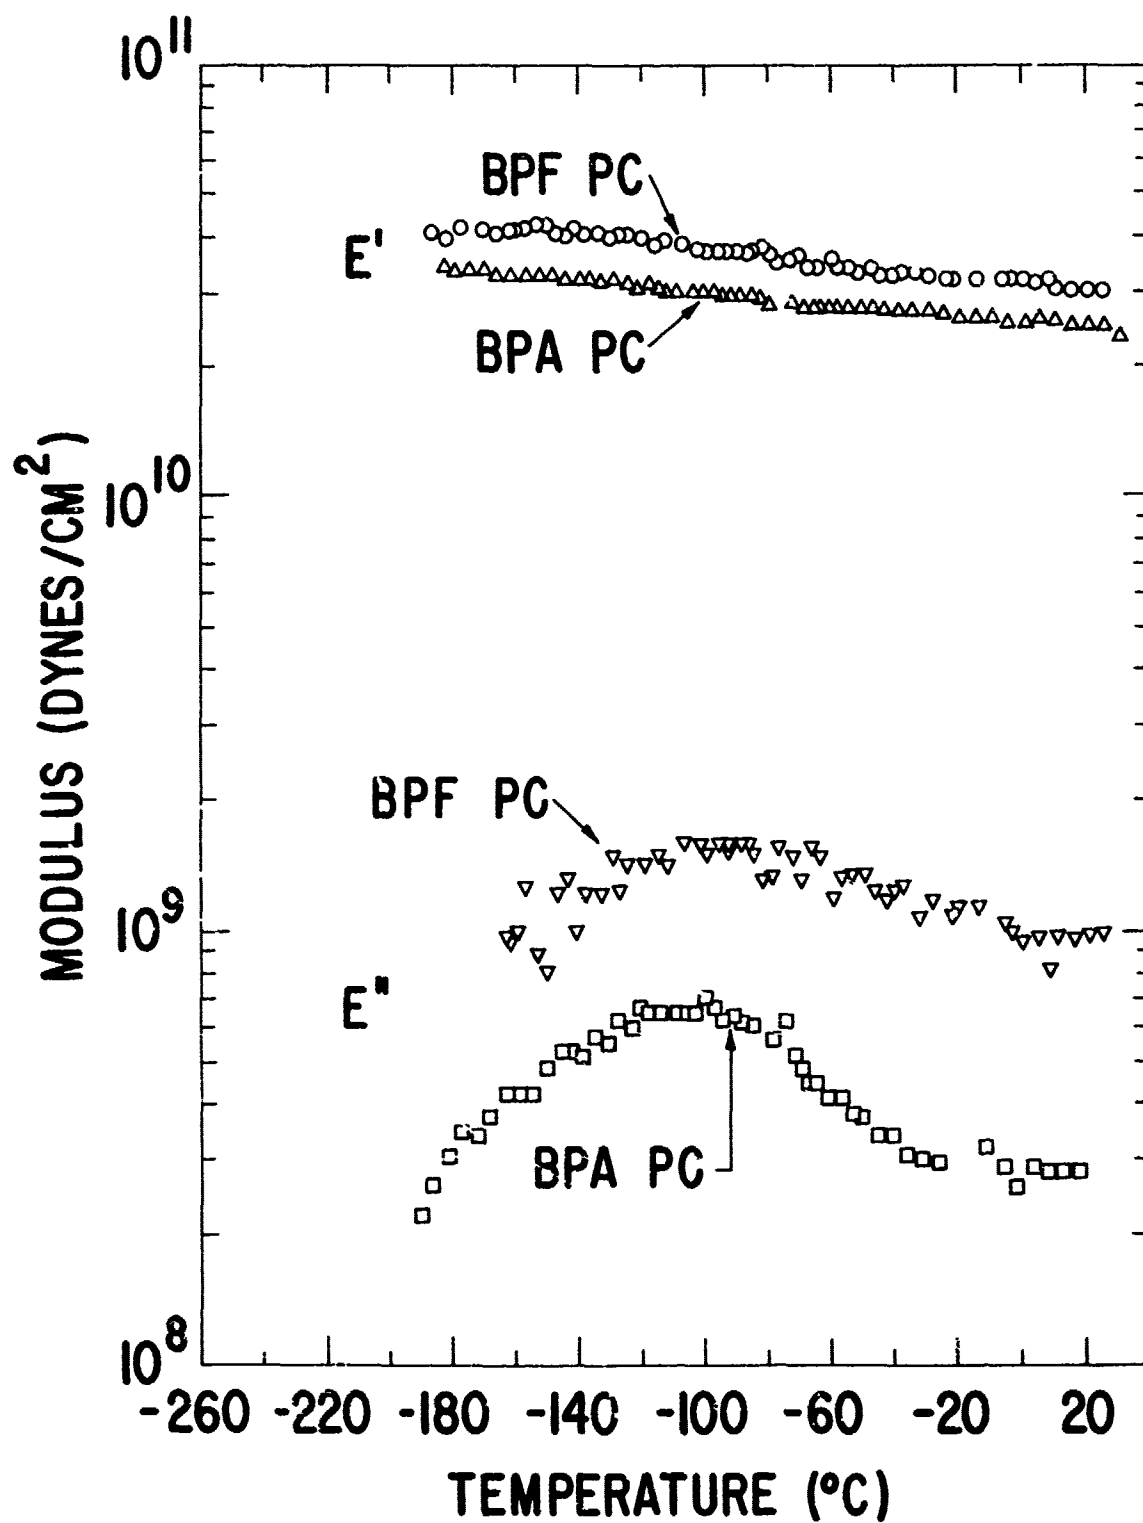 10^11
BPF PC
E'
BPA PC
10^10
MODULUS (DYNES/CM^2)
BPF PC
10^9
E"
BPA PC
10^8
-260 -220 -180 -140 -100 -60 -20 20
TEMPERATURE (°C)